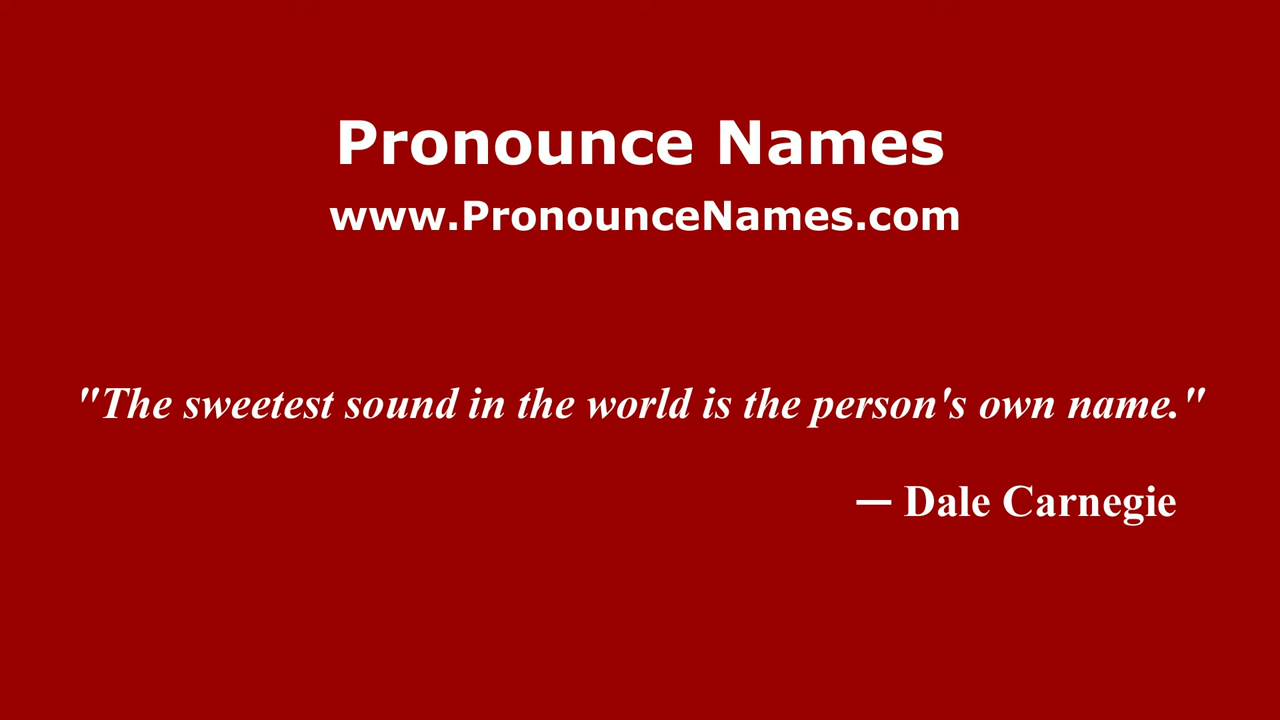 Pronounce Names
www.PronounceNames.com
"The sweetest sound in the world is the person's own name."
— Dale Carnegie